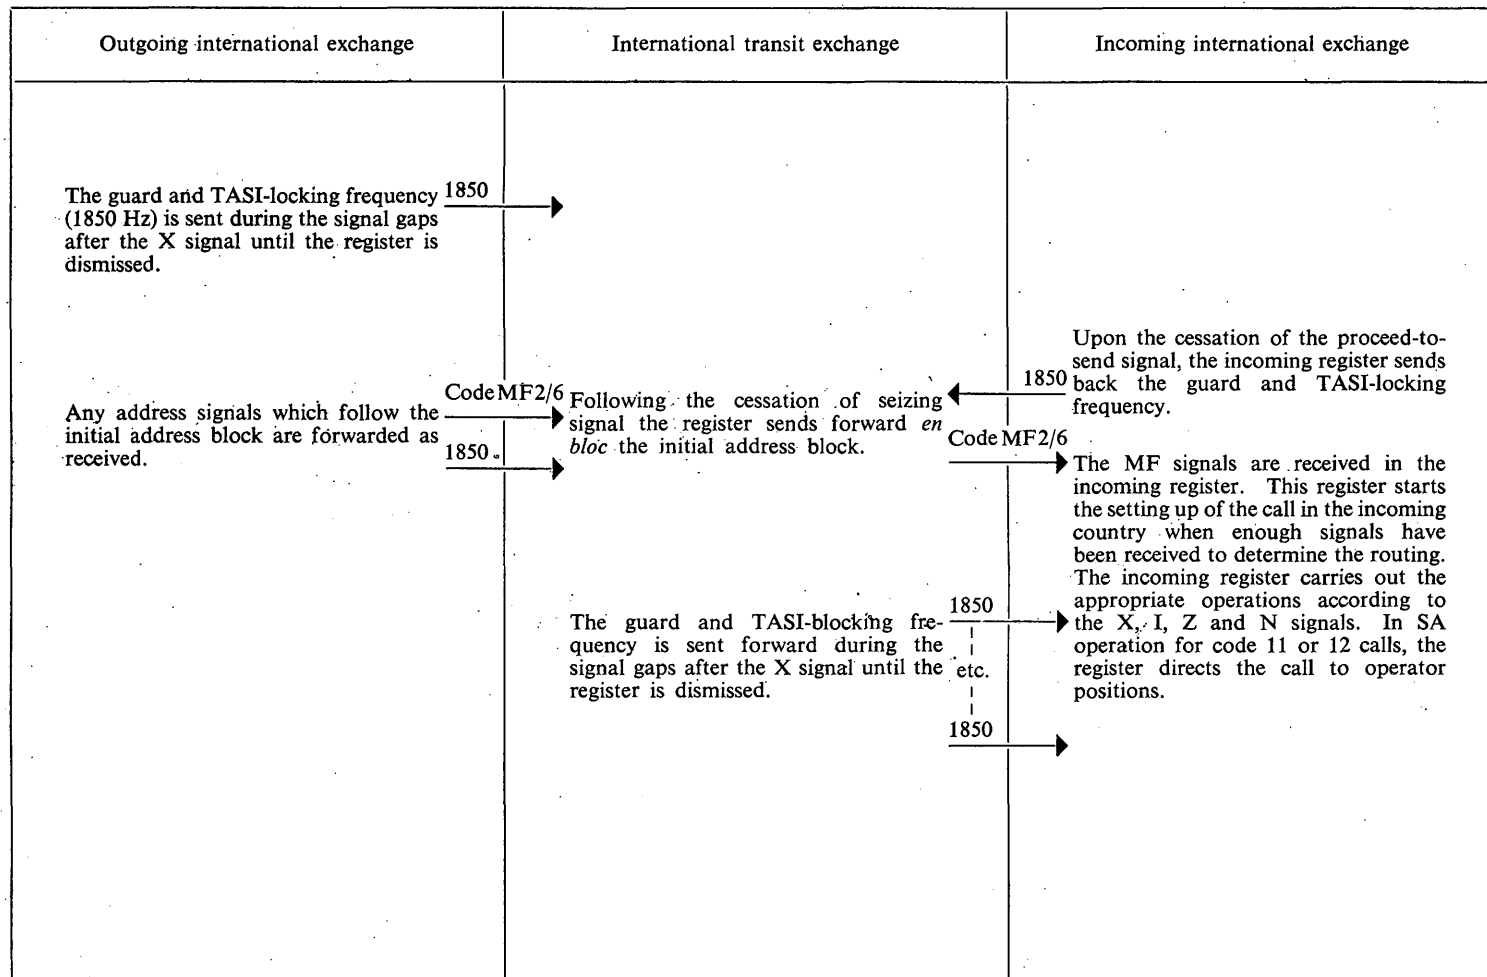 Outgoing international exchange
International transit exchange
Incoming international exchange
The guard and TASI-locking frequency
(1850 Hz) is sent during the signal gaps
after the X signal until the register is
dismissed.
1850
Any address signals which follow the
initial address block are forwarded as
received.
Code MF2/6
1850
Following the cessation of seizing
signal the register sends forward en
bloc the initial address block.
The guard and TASI-blocking fre-
quency is sent forward during the
signal gaps after the X signal until the
register is dismissed.
1850
Code MF2/6
1850
etc.
1850
Upon the cessation of the proceed-to-
send signal, the incoming register sends
back the guard and TASI-locking
frequency.
The MF signals are received in the
incoming register. This register starts
the setting up of the call in the incoming
country when enough signals have
been received to determine the routing.
The incoming register carries out the
appropriate operations according to
the X, I, Z and N signals. In SA
operation for code 11 or 12 calls, the
register directs the call to operator
positions.